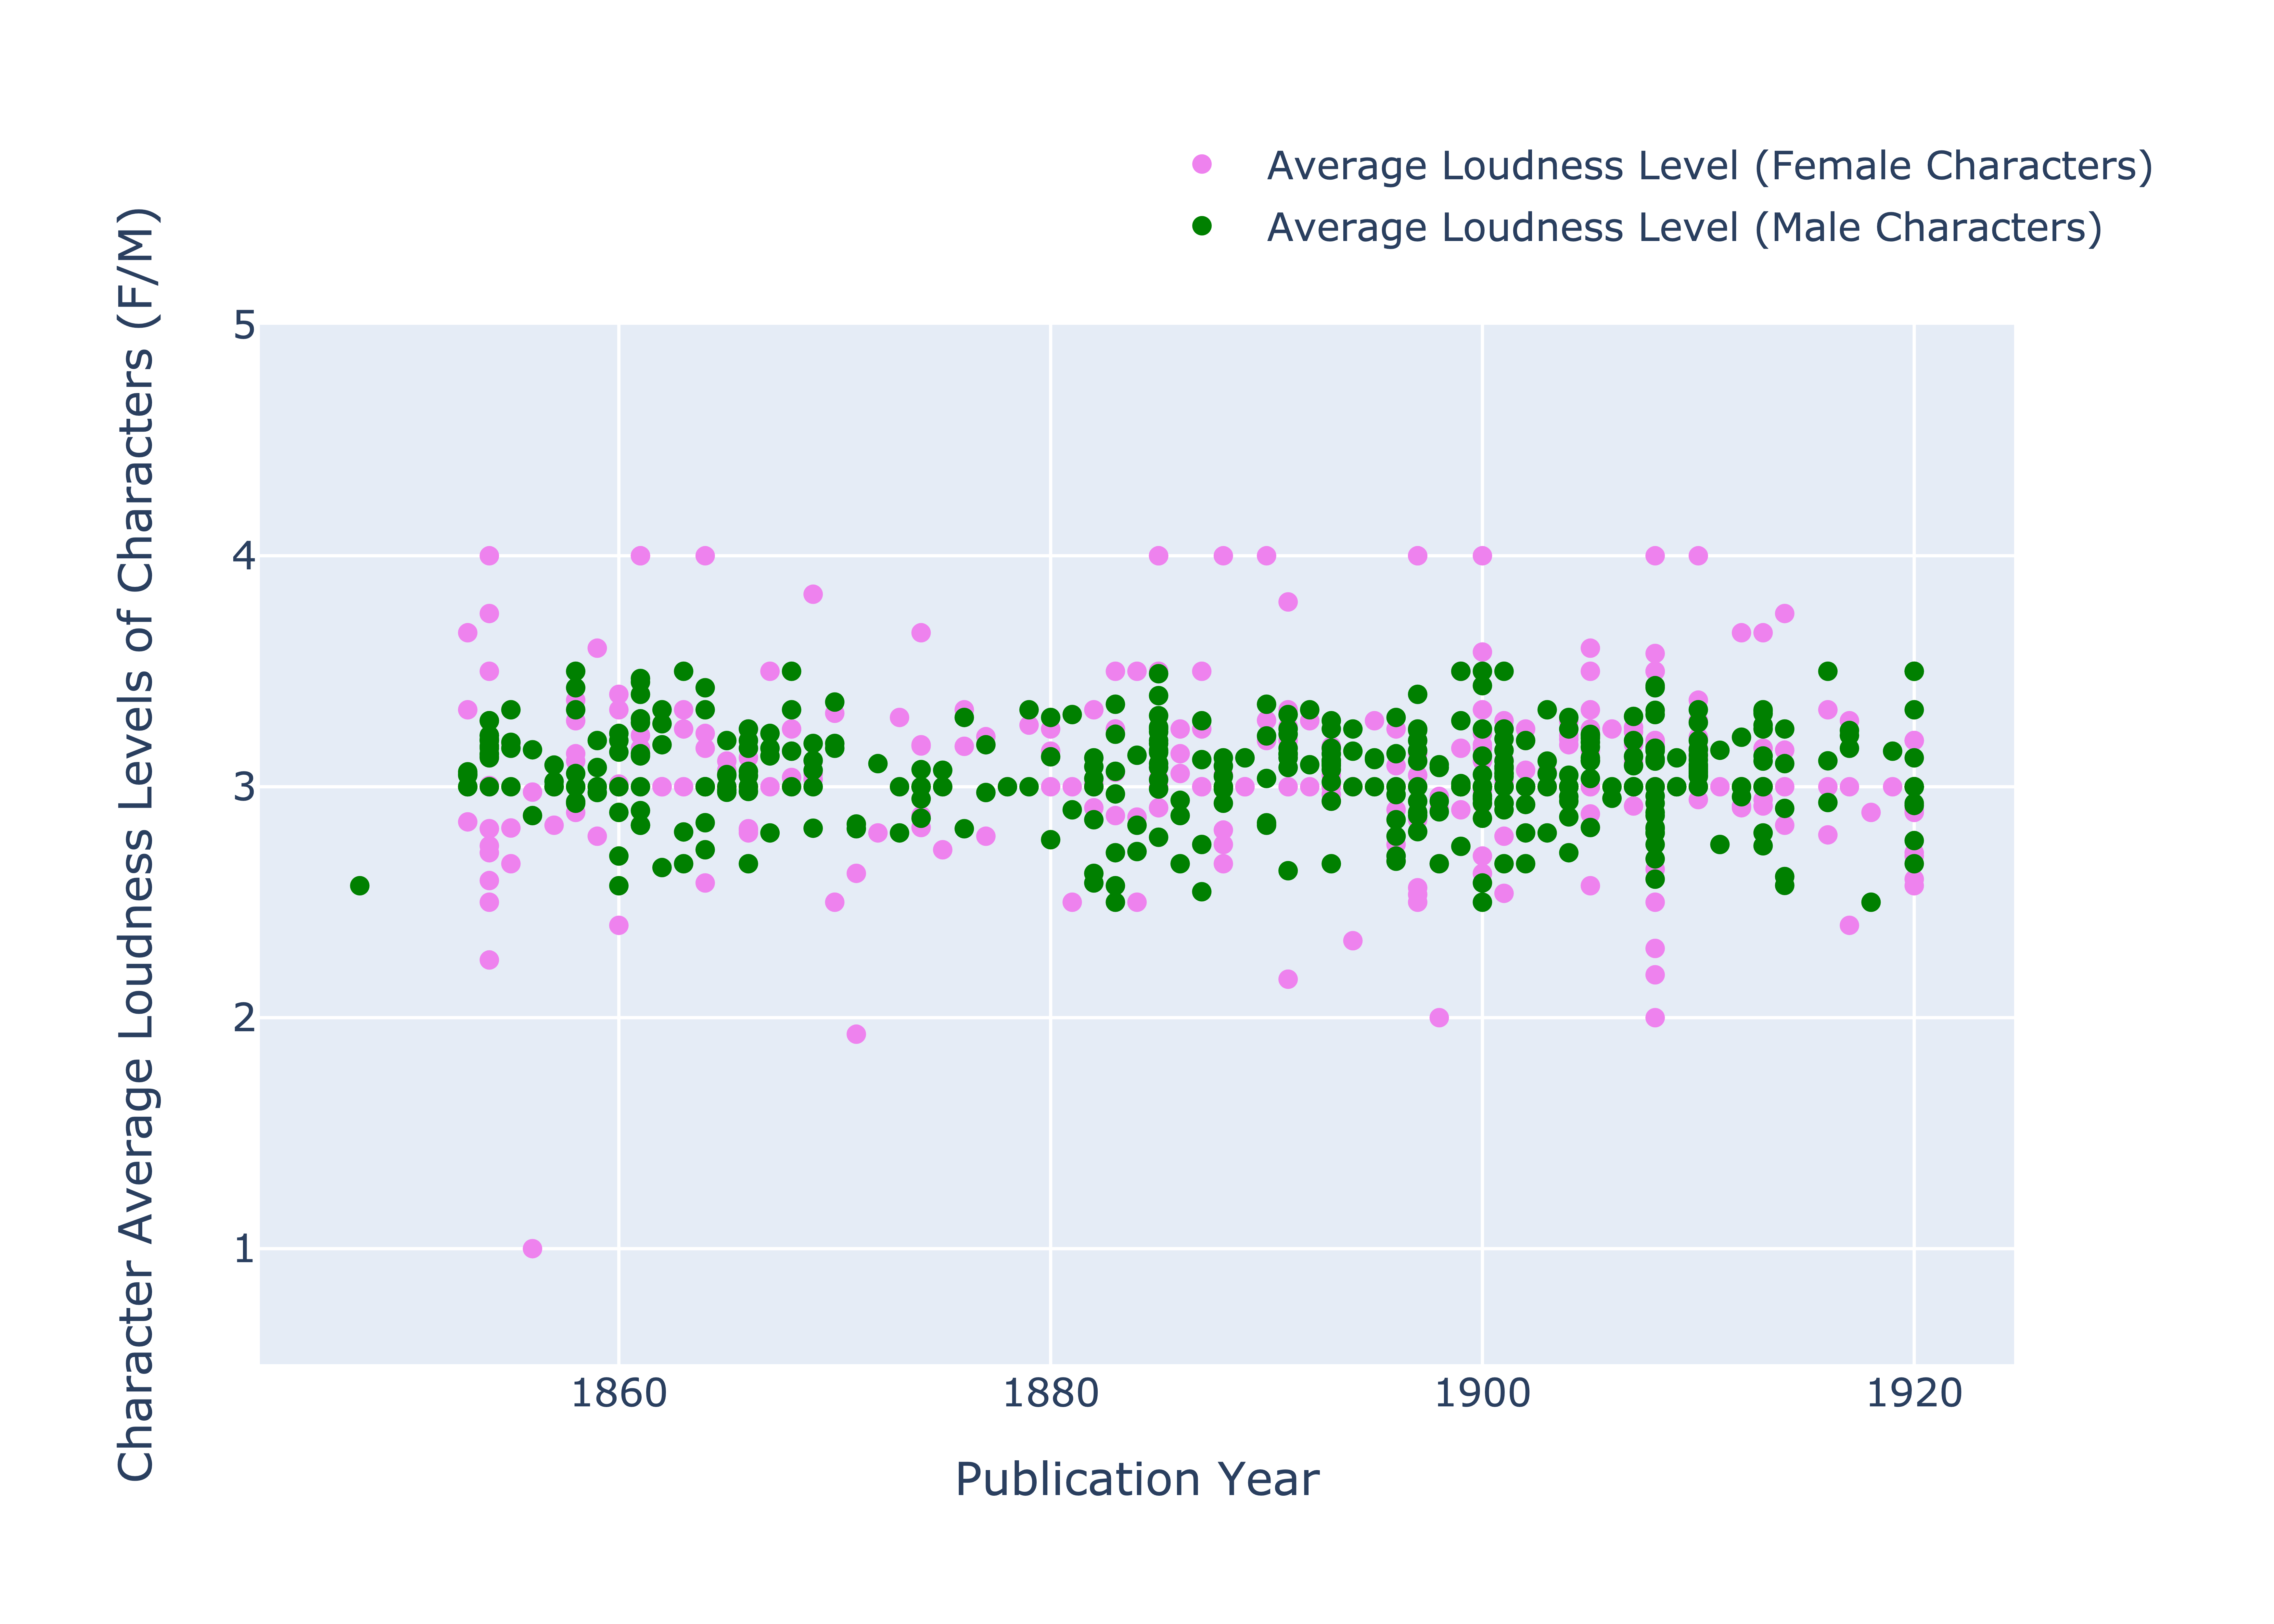 Average Loudness Level (Female Characters)
Average Loudness Level (Male Characters)
Character Average Loudness Levels of Characters (F/M)
5
4
3
2
1
1860
1880
1900
1920
Publication Year